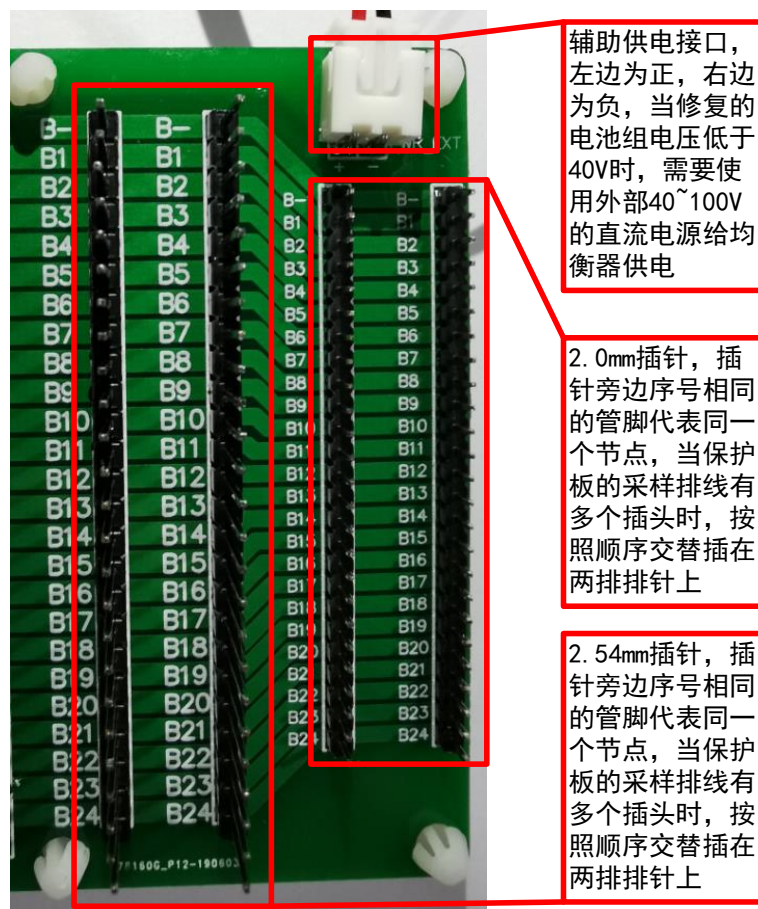 辅助供电接口，
左边为正，右边
为负，当修复的
电池组电压低于
40V时，需要使
用外部40~100V
的直流电源给均
衡器供电
2.0mm插针，插
针旁边序号相同
的管脚代表同一
个节点，当保护
板的采样排线有
多个插头时，按
照顺序交替插在
两排排针上
2.54mm插针，插
针旁边序号相同
的管脚代表同一
个节点，当保护
板的采样排线有
多个插头时，按
照顺序交替插在
两排排针上
+ -
B- B-
B1 B1
B2 B2
B3 B3
B4 B4
B5 B5
B6 B6
B7 B7
B8 B8
B9 B9
B10 B10
B11 B11
B12 B12
B13 B13
B14 B14
B15 B15
B16 B16
B17 B17
B18 B18
B19 B19
B20 B20
B21 B21
B22 B22
B23 B23
B24 B24
B- B-
B1 B1
B2 B2
B3 B3
B4 B4
B5 B5
B6 B6
B7 B7
B8 B8
B9 B9
B10 B10
B11 B11
B12 B12
B13 B13
B14 B14
B15 B15
B16 B16
B17 B17
B18 B18
B19 B19
B20 B20
B21 B21
B22 B22
B23 B23
B24 B24